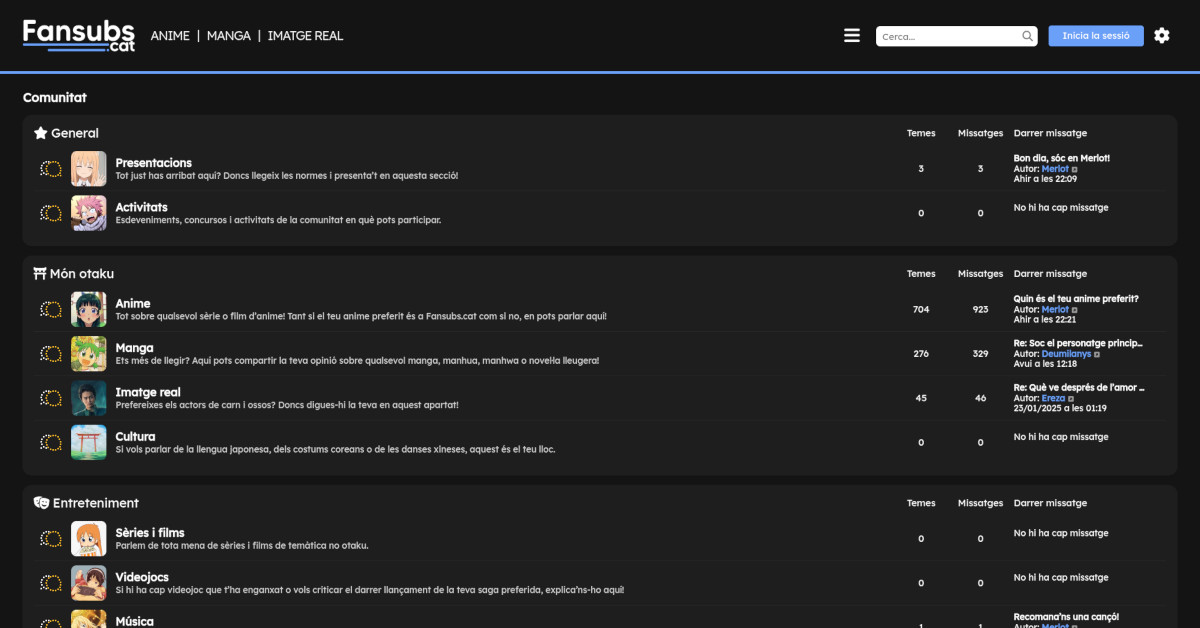 Fansubs.cat
ANIME | MANGA | IMATGE REAL
Cerca...
Inicia la sessió
Comunitat
General Temes Missatges Darrer missatge
Presentacions
Tot just has arribat aquí? Doncs llegeix les normes i presenta't en aquesta secció!
3 3
Bon dia, sóc en Merlot!
Autor: Merlot
Ahir a les 22:09
Activitats
Esdeveniments, concursos i activitats de la comunitat en què pots participar.
0 0
No hi ha cap missatge
Món otaku Temes Missatges Darrer missatge
Anime
Tot sobre qualsevol sèrie o film d'anime! Tant si el teu anime preferit és a Fansubs.cat com si no, en pots parlar aquí!
704 923
Quin és el teu anime preferit?
Autor: Merlot
Ahir a les 22:21
Manga
Ets més de llegir? Aquí pots compartir la teva opinió sobre qualsevol manga, manhua, manhwa o novel·la lleugera!
276 329
Re: Soc el personatge princip...
Autor: Deumilanys
Avui a les 12:18
Imatge real
Prefereixes els actors de carn i ossos? Doncs digues-hi la teva en aquest apartat!
45 46
Re: Què ve després de l'amor ...
Autor: Ereza
23/01/2025 a les 01:19
Cultura
Si vols parlar de la llengua japonesa, dels costums coreans o de les danses xineses, aquest és el teu lloc.
0 0
No hi ha cap missatge
Entreteniment Temes Missatges Darrer missatge
Sèries i films
Parlem de tota mena de sèries i films de temàtica no otaku.
0 0
No hi ha cap missatge
Videojocs
Si hi ha cap videojoc que t'ha enganxat o vols criticar el darrer llançament de la teva saga preferida, explica'ns-ho aquí!
0 0
No hi ha cap missatge
Música
1 1
Recomana'ns una cançó!
Autor: Merlot